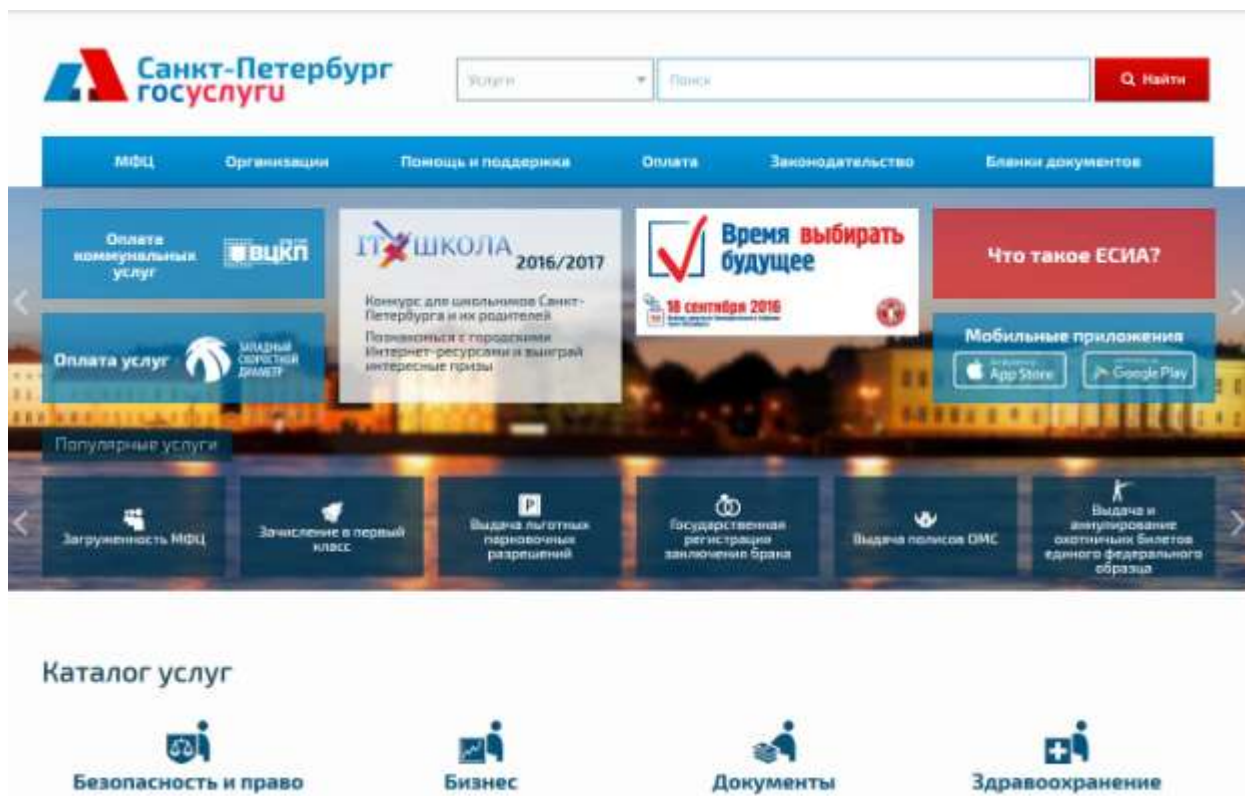 Санкт-Петербург
госуслуги
Услуги
Поиск
Найти
МФЦ
Организации
Помощь и поддержка
Оплата
Законодательство
Бланки документов
Оплата
коммунальных
услуг
ВЦКП
IT ШКОЛА
2016/2017
Конкурс для школьников Санкт-
Петербурга и их родителей
Познакомься с городскими
Интернет-ресурсами и выиграй
интересные призы
Время выбирать
будущее
18 сентября 2016
Что такое ЕСИА?
Оплата услуг
ЗАПАДНЫЙ
СКОРОСТНОЙ
ДИАМЕТР
Мобильные приложения
App Store
Google Play
Популярные услуги
Загруженность МФЦ
Зачисление в первый
класс
P
Выдача льготных
парковочных
разрешений
Государственная
регистрация
заключения брака
Выдача полисов ОМС
Выдача и
аннулирование
охотничьих билетов
единого федерального
образца
Каталог услуг
Безопасность и право
Бизнес
Документы
Здравоохранение